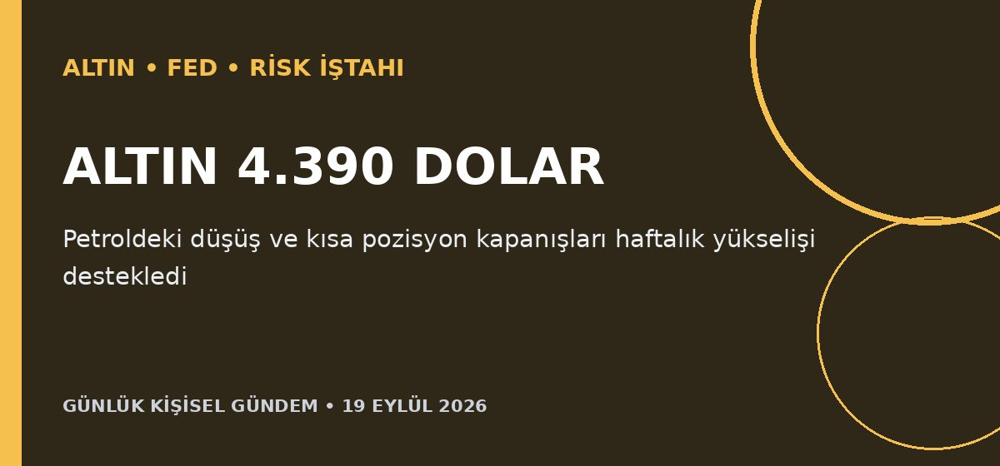 ALTIN • FED • RİSK İŞTAHI
ALTIN 4.390 DOLAR
Petroldeki düşüş ve kısa pozisyon kapanışları haftalık yükselişi
destekledi
GÜNLÜK KİŞİSEL GÜNDEM • 19 EYLÜL 2026